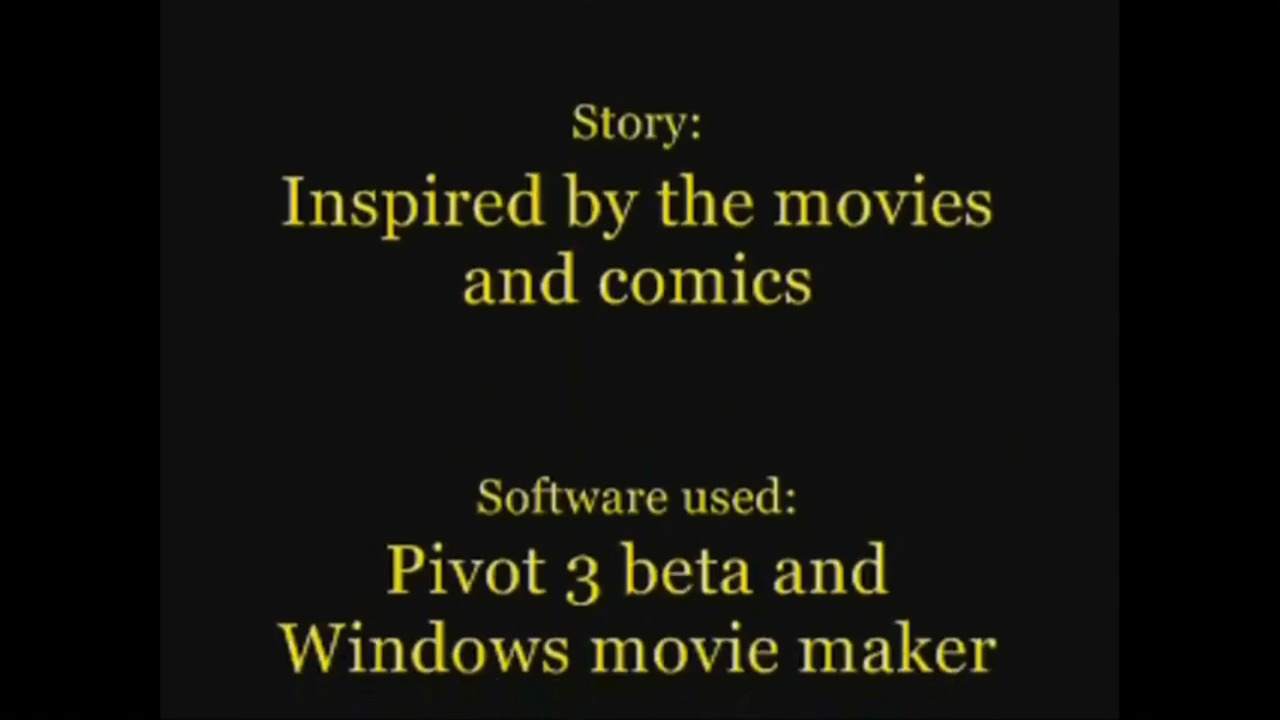 Story:
Inspired by the movies
and comics
Software used:
Pivot 3 beta and
Windows movie maker